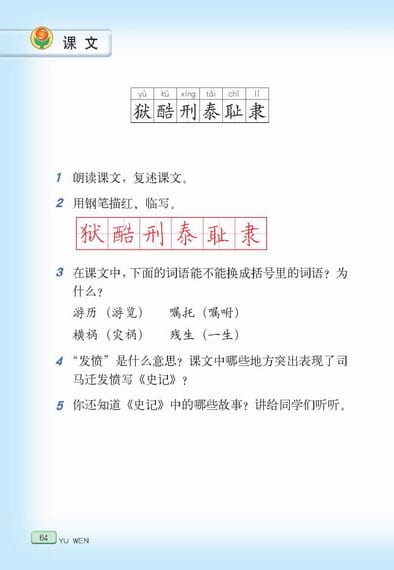 课文
yù kù xíng tài chǐ lì
狱酷刑泰耻隶
1 朗读课文，复述课文。
2 用钢笔描红、临写。
狱酷刑泰耻隶
3 在课文中，下面的词语能不能换成括号里的词语？为
什么？
游历（游览） 嘱托（嘱咐）
横祸（灾祸） 残生（一生）
4 “发愤”是什么意思？课文中哪些地方突出表现了司
马迁发愤写《史记》？
5 你还知道《史记》中的哪些故事？讲给同学们听听。
64 YU WEN